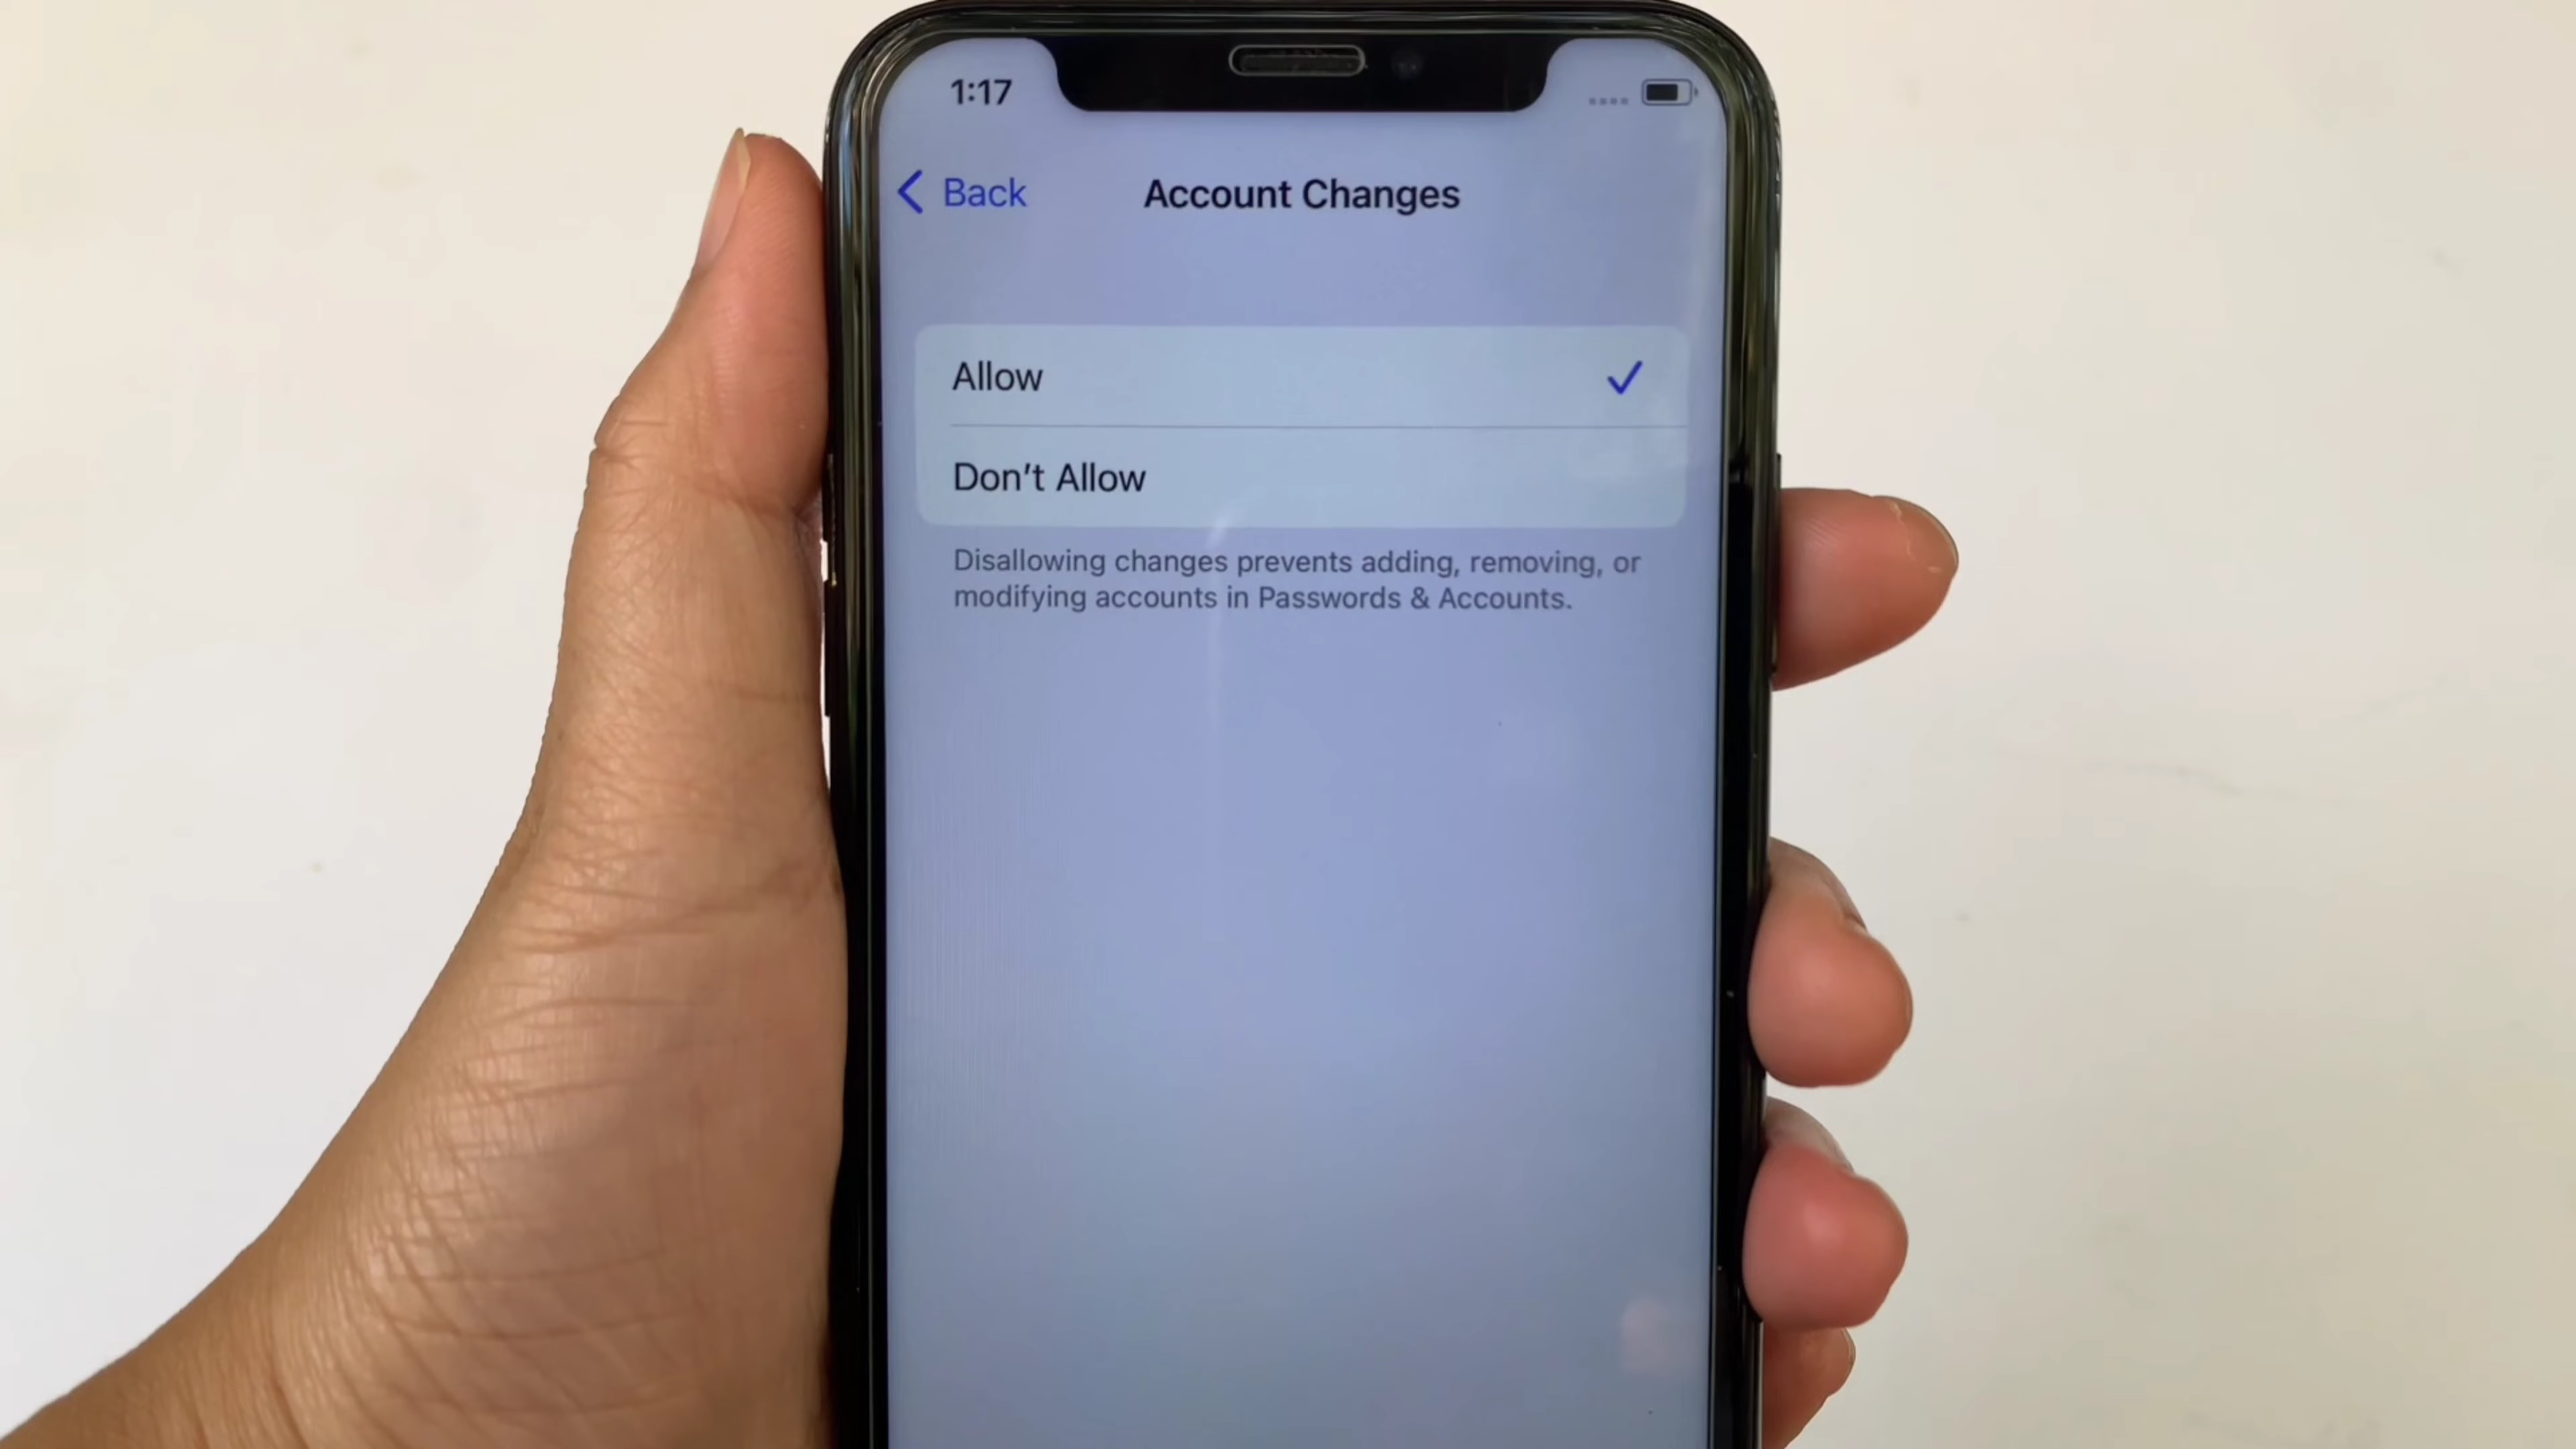 1:17
Back
Account Changes
Allow
Don’t Allow
Disallowing changes prevents adding, removing, or
modifying accounts in Passwords & Accounts.